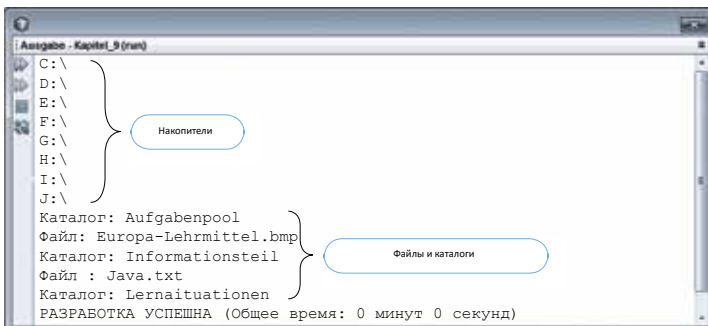 Ausgabe - Kapitel_9 (run)
C:\
D:\
E:\
F:\
G:\
H:\
I:\
J:\
Накопители
Каталог: Aufgabenpool
Файл: Europa-Lehrmittel.bmp
Каталог: Informationsteil
Файл : Java.txt
Каталог: Lernaituationen
Файлы и каталоги
РАЗРАБОТКА УСПЕШНА (Общее время: 0 минут 0 секунд)